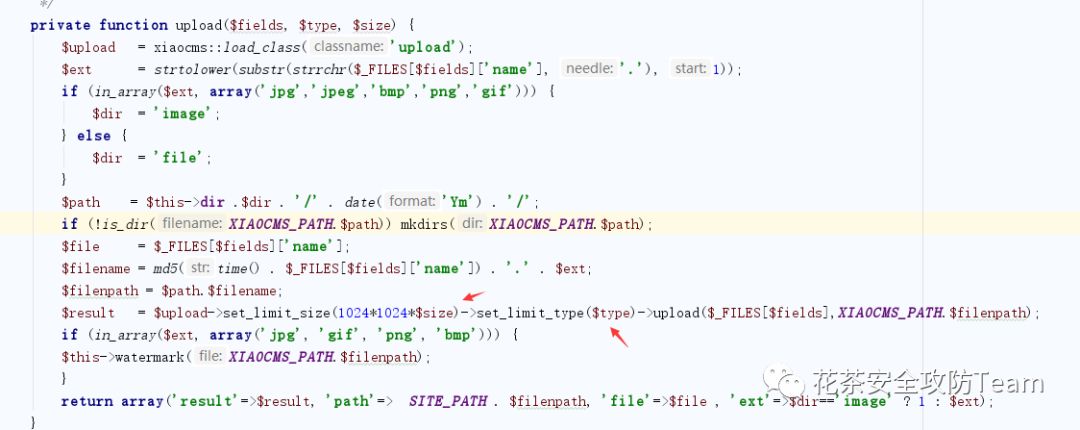 */
private function upload($fields, $type, $size) {
$upload = xiaocms::load_class( classname: 'upload');
$ext = strtolower(substr(strrchr($_FILES[$fields]['name'], needle: '.'), start: 1));
if (in_array($ext, array('jpg','jpeg','bmp','png','gif'))) {
$dir = 'image';
} else {
$dir = 'file';
}
$path = $this->dir .$dir . '/' . date( format: 'Ym') . '/';
if (!is_dir( filename: XIAOCMS_PATH.$path)) mkdirs( dir: XIAOCMS_PATH.$path);
$file = $_FILES[$fields]['name'];
$filename = md5( str: time() . $_FILES[$fields]['name']) . '.' . $ext;
$filenpath = $path.$filename;
$result = $upload->set_limit_size(1024*1024*$size)->set_limit_type($type)->upload($_FILES[$fields],XIAOCMS_PATH.$filenpath);
if (in_array($ext, array('jpg', 'gif', 'png', 'bmp'))) {
$this->watermark( file: XIAOCMS_PATH.$filenpath);
}
return array('result'=>$result, 'path'=> SITE_PATH . $filenpath, 'file'=>$file , 'ext'=>$dir=='image' ? 1 : $ext);
}
花茶安全攻防Team